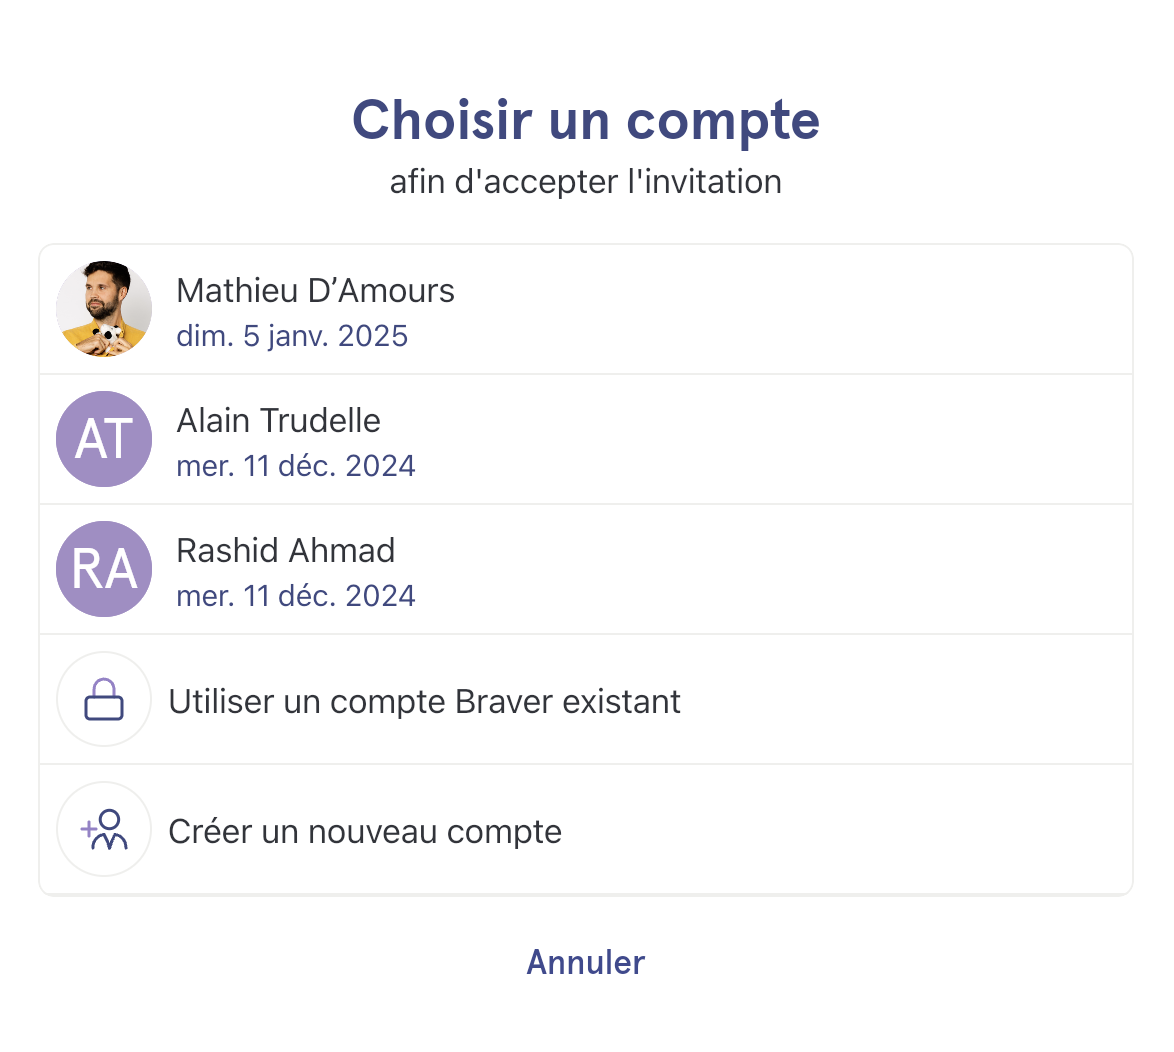 Choisir un compte
afin d'accepter l'invitation
Mathieu D’Amours
dim. 5 janv. 2025
AT
Alain Trudelle
mer. 11 déc. 2024
RA
Rashid Ahmad
mer. 11 déc. 2024
Utiliser un compte Braver existant
Créer un nouveau compte
Annuler